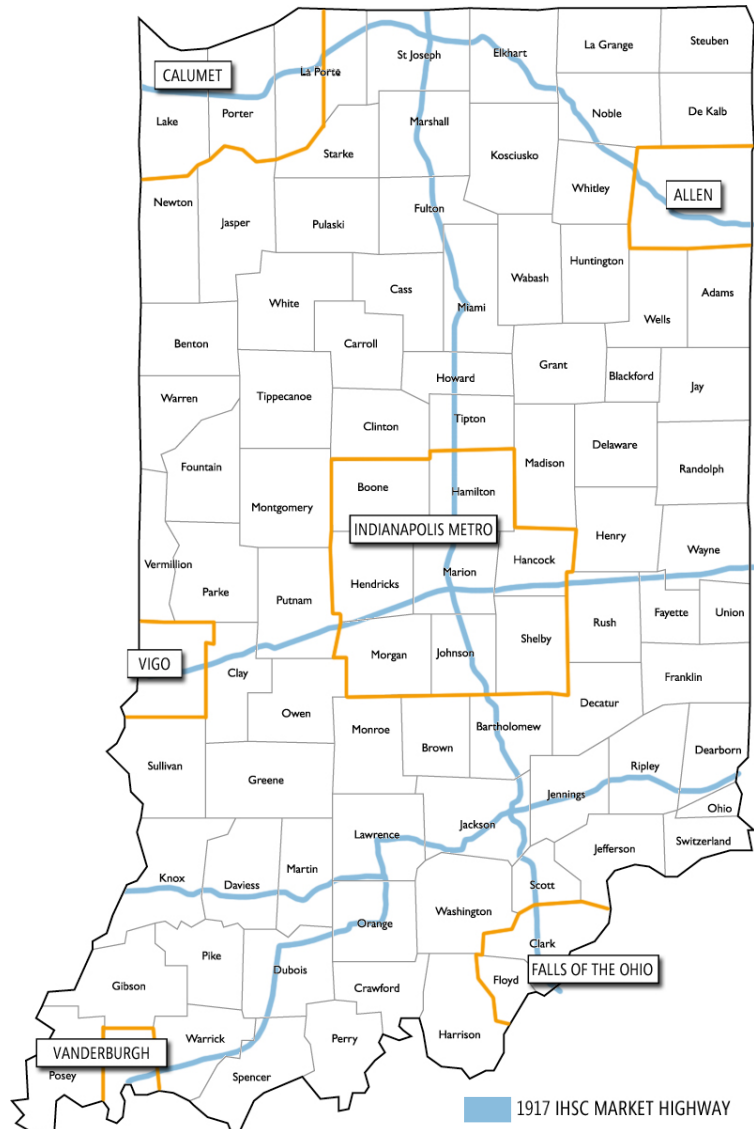 Steuben
La Grange
Elkhart
St Joseph
La Porte
CALUMET
Porter
Lake
Noble
De Kalb
Marshall
Kosciusko
Starke
Whitley
ALLEN
Newton
Jasper
Pulaski
Fulton
Huntington
Wabash
Cass
Miami
White
Adams
Wells
Benton
Carroll
Grant
Howard
Blackford
Jay
Warren
Tippecanoe
Clinton
Tipton
Delaware
Madison
Randolph
Fountain
Boone
Hamilton
Montgomery
INDIANAPOLIS METRO
Henry
Wayne
Hancock
Vermillion
Parke
Putnam
Hendricks
Marion
Rush
Fayette
Union
Shelby
VIGO
Clay
Morgan
Johnson
Franklin
Owen
Decatur
Monroe
Bartholomew
Brown
Dearborn
Sullivan
Greene
Ripley
Jennings
Ohio
Jackson
Lawrence
Switzerland
Jefferson
Knox
Daviess
Martin
Scott
Washington
Orange
Clark
Pike
Dubois
FALLS OF THE OHIO
Gibson
Crawford
Floyd
Warrick
Perry
Harrison
VANDERBURGH
Posey
Spencer
1917 IHSC MARKET HIGHWAY